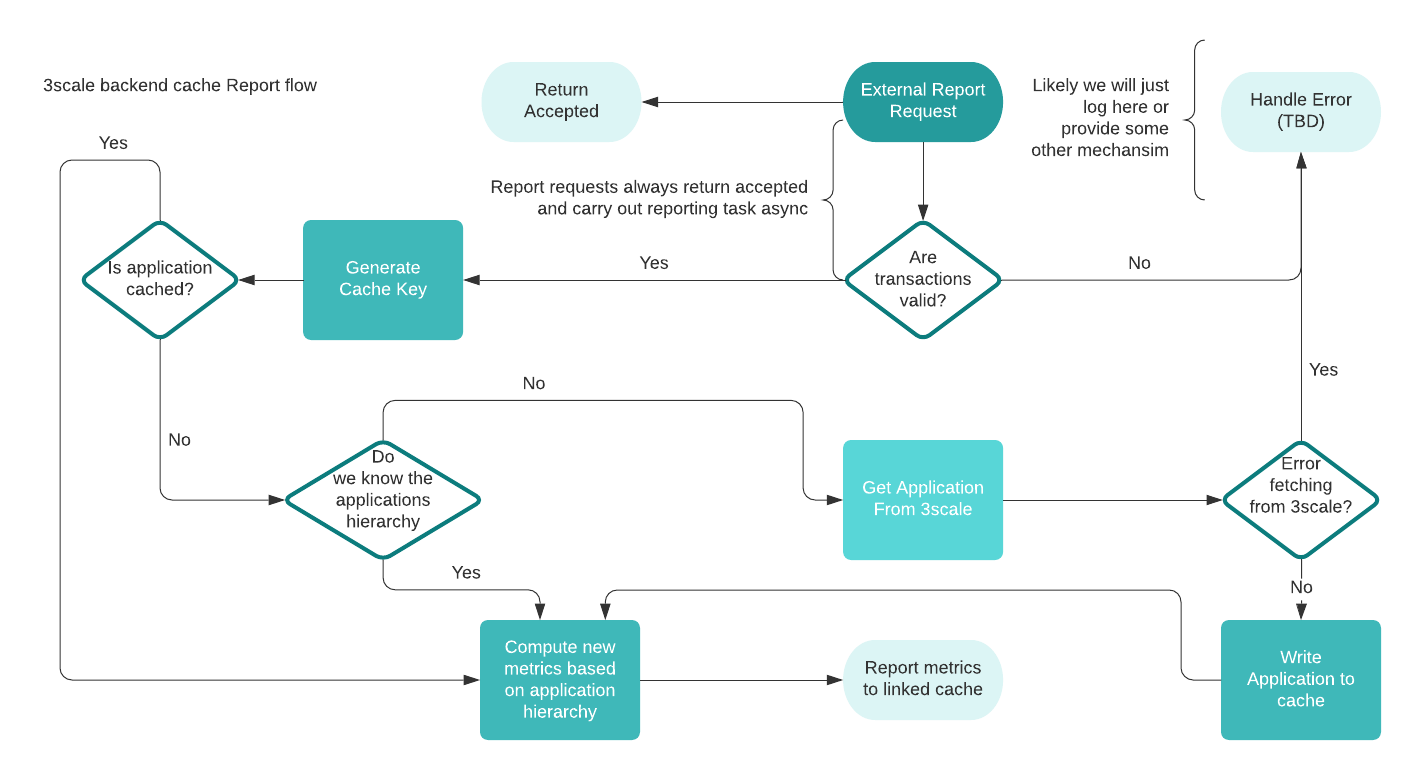 3scale backend cache Report flow
Return
Accepted
External Report
Request
Likely we will just
log here or
provide some
other mechansim
Handle Error
(TBD)
Yes
Report requests always return accepted
and carry out reporting task async
Is application
cached?
Generate
Cache Key
Yes
Are
transactions
valid?
No
Yes
No
No
Do
we know the
applications
hierarchy
Get Application
From 3scale
Error
fetching
from 3scale?
Yes
No
Compute new
metrics based
on application
hierarchy
Report metrics
to linked cache
Write
Application to
cache